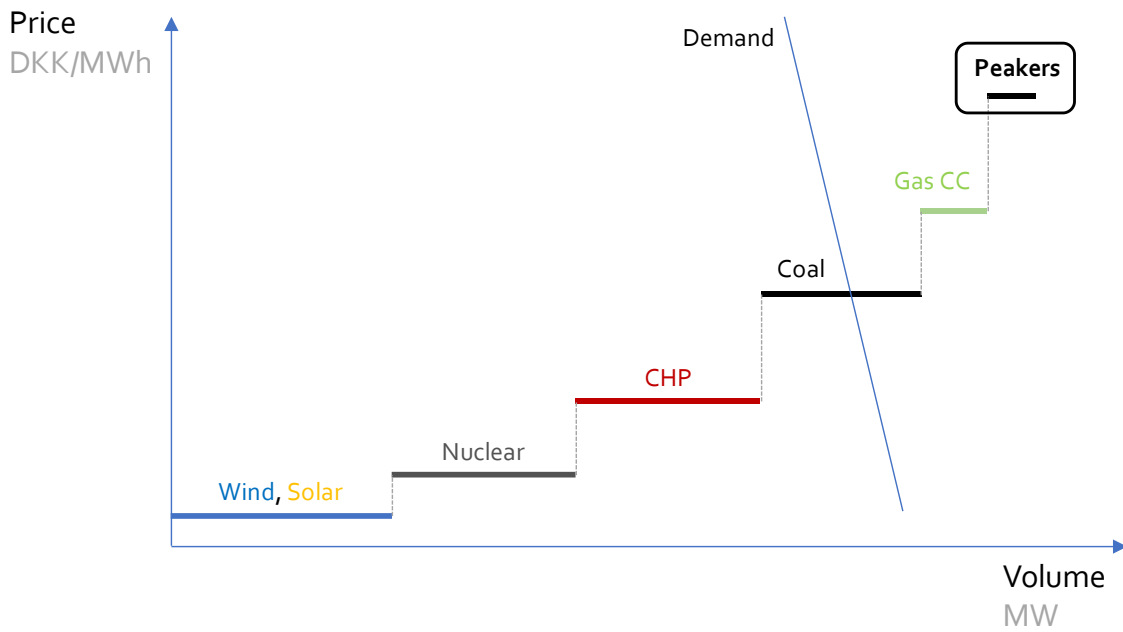 Price
DKK/MWh
Demand
Peakers
Gas CC
Coal
CHP
Nuclear
Wind, Solar
Volume
MW